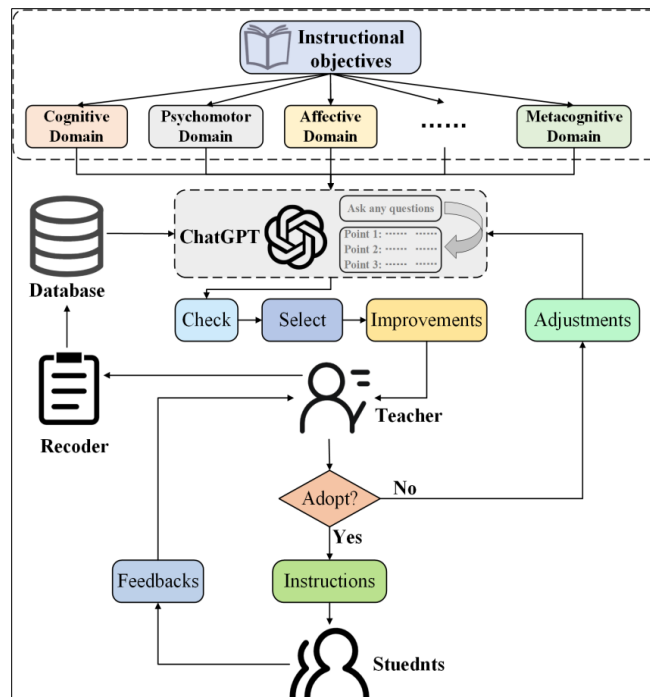 Instructional
objectives
Cognitive
Domain
Psychomotor
Domain
Affective
Domain
······
Metacognitive
Domain
ChatGPT
Ask any questions
Point 1: ······ ······
Point 2: ······ ······
Point 3: ······ ······
Database
Check
Select
Improvements
Adjustments
Recoder
Teacher
Adopt?
No
Yes
Feedbacks
Instructions
Stuednts